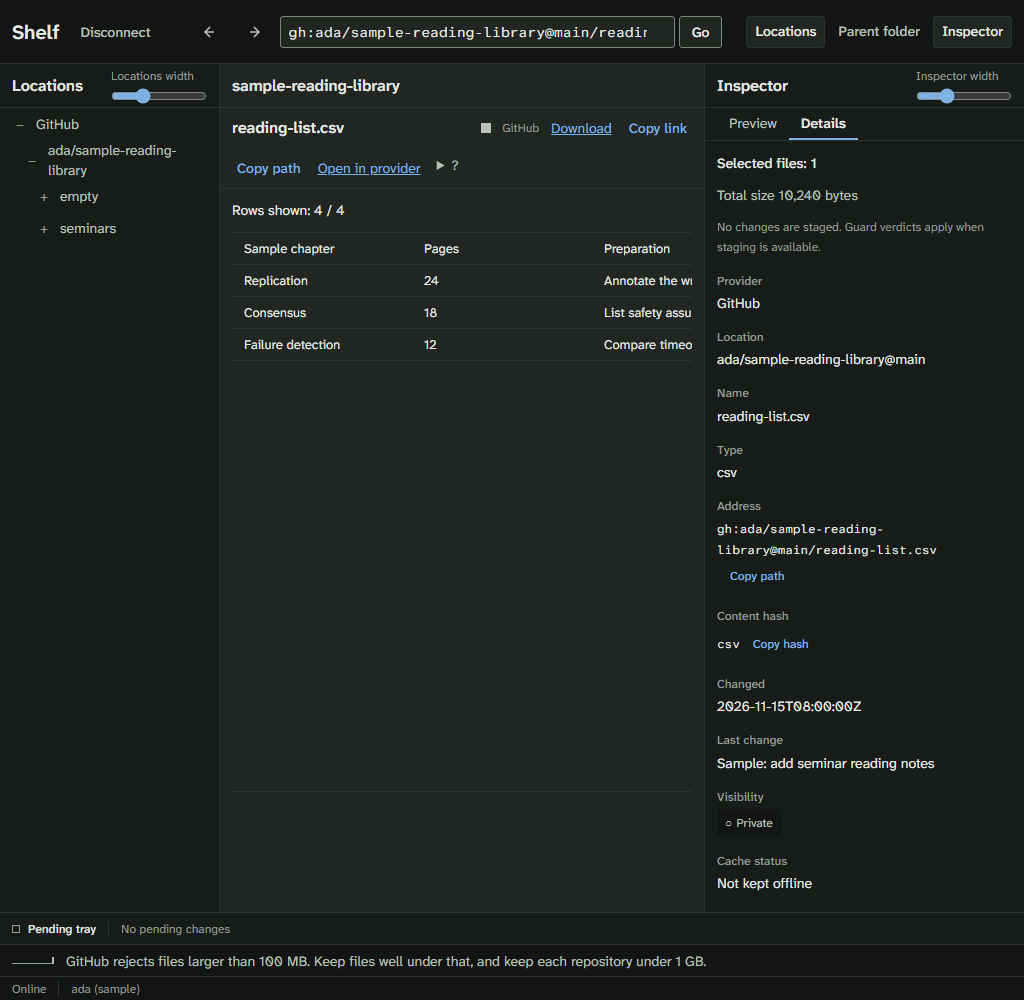 Shelf Disconnect ← → gh:ada/sample-reading-library@main/readin Go Locations Parent folder Inspector
Locations Locations width
− GitHub
− ada/sample-reading-
library
+ empty
+ seminars
sample-reading-library
reading-list.csv GitHub Download Copy link
Copy path Open in provider ▶ ?
Rows shown: 4 / 4
Sample chapter Pages Preparation
Replication 24 Annotate the wr
Consensus 18 List safety assu
Failure detection 12 Compare timeo
Inspector Inspector width
Preview Details
Selected files: 1
Total size 10,240 bytes
No changes are staged. Guard verdicts apply when
staging is available.
Provider
GitHub
Location
ada/sample-reading-library@main
Name
reading-list.csv
Type
csv
Address
gh:ada/sample-reading-
library@main/reading-list.csv
Copy path
Content hash
csv Copy hash
Changed
2026-11-15T08:00:00Z
Last change
Sample: add seminar reading notes
Visibility
○ Private
Cache status
Not kept offline
Pending tray No pending changes
GitHub rejects files larger than 100 MB. Keep files well under that, and keep each repository under 1 GB.
Online ada (sample)